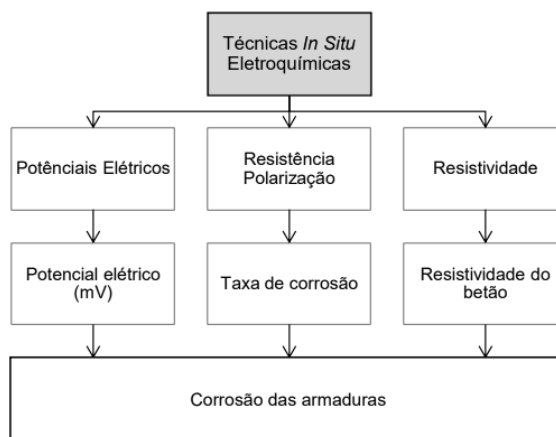 Técnicas In Situ
Eletroquímicas
Potênciais Elétricos
Resistência
Polarização
Resistividade
Potencial elétrico
(mV)
Taxa de corrosão
Resistividade do
betão
Corrosão das armaduras